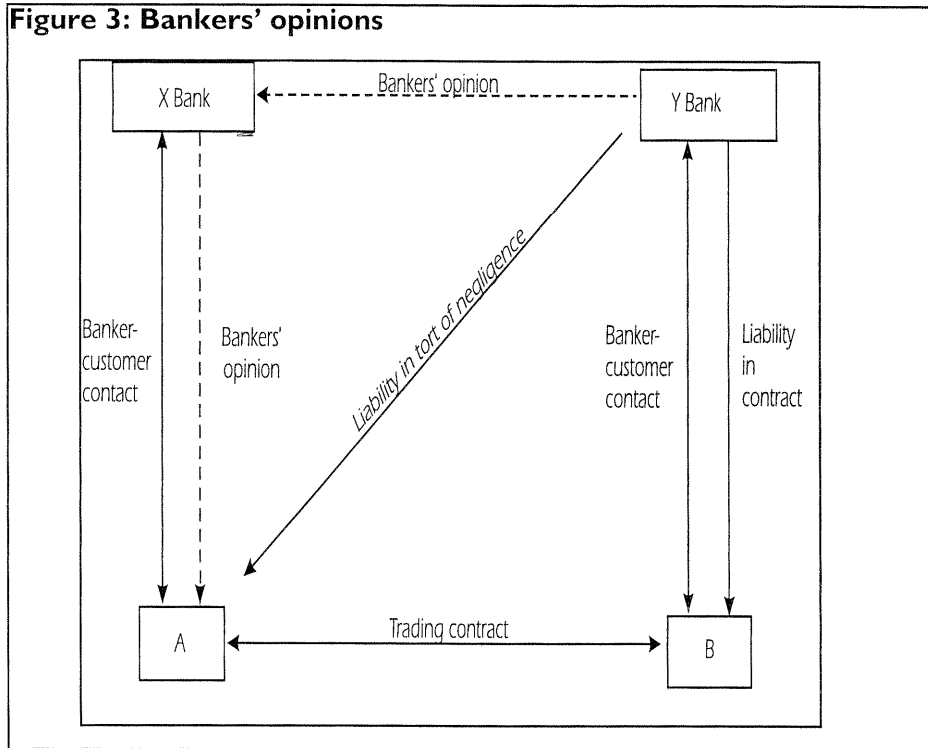 Figure 3: Bankers' opinions
X Bank
Bankers' opinion
Y Bank
Banker-
customer
contact
Bankers'
opinion
Liability in tort of negligence
Banker-
customer
contact
Liability
in
contract
A
Trading contract
B